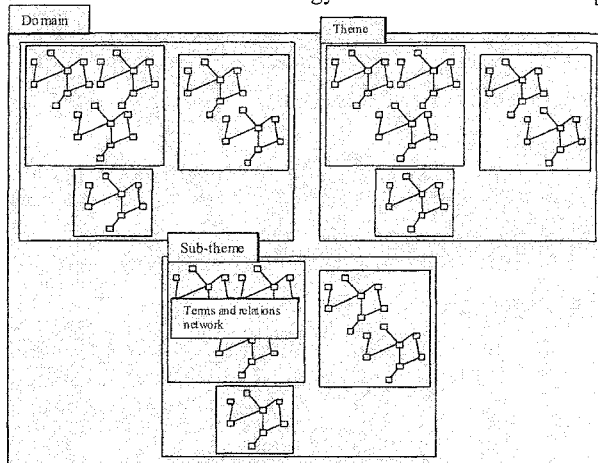 Domain
Theme
Sub-theme
Terms and relations
network